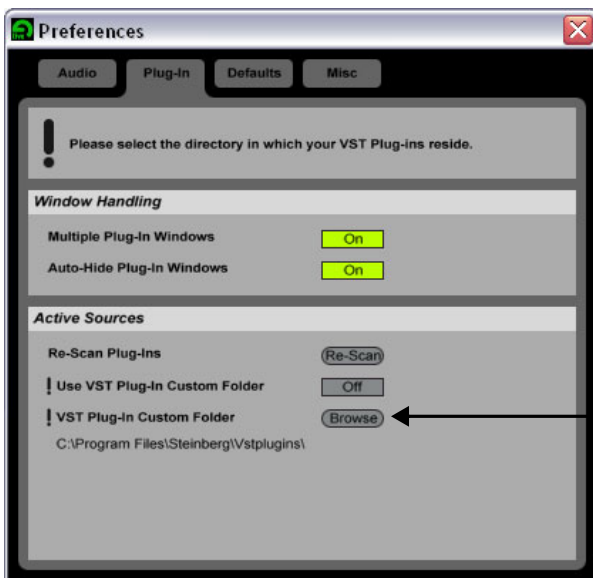 Preferences
Audio Plug-In Defaults Misc
Please select the directory in which your VST Plug-ins reside.
Window Handling
Multiple Plug-In Windows On
Auto-Hide Plug-In Windows On
Active Sources
Re-Scan Plug-Ins Re-Scan
Use VST Plug-In Custom Folder Off
VST Plug-In Custom Folder Browse
C:\Program Files\Steinberg\Vstplugins\